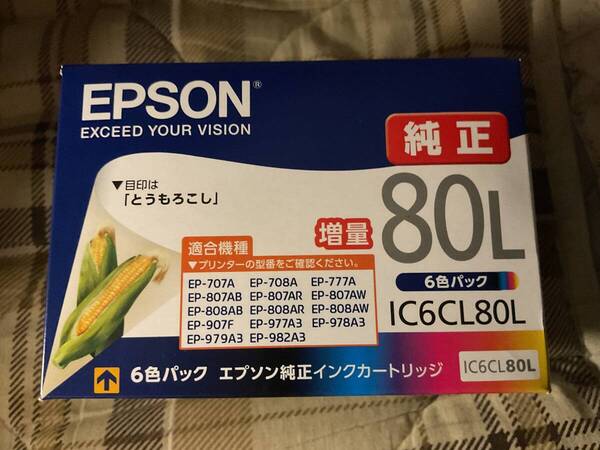 EPSON®
EXCEED YOUR VISION
純正
▼目印は
「とうもろこし」
増量
80L
適合機種
▼プリンターの型番をご確認ください。
EP-707A EP-708A EP-777A
EP-807AB EP-807AR EP-807AW
EP-808AB EP-808AR EP-808AW
EP-907F EP-977A3 EP-978A3
EP-979A3 EP-982A3
6色パック
IC6CL80L
6色パック エプソン純正インクカートリッジ
IC6CL80L